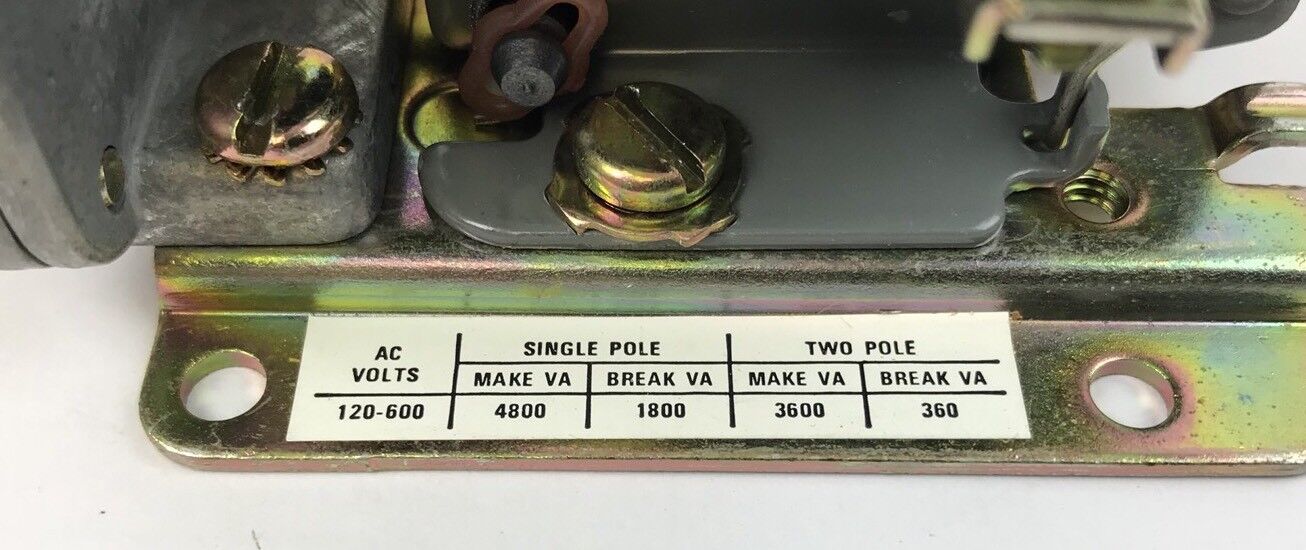 AC VOLTS SINGLE POLE TWO POLE
MAKE VA BREAK VA MAKE VA BREAK VA
120-600 4800 1800 3600 360